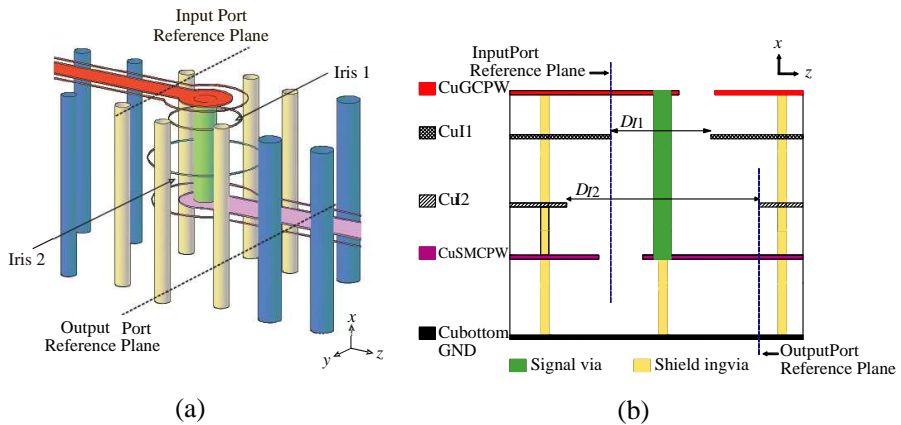 Input Port
Reference Plane
Iris 1
Iris 2
Output Port
Reference Plane
x
y
z
(a)
InputPort
Reference Plane
x
z
CuGCPW
CuI1
CuI2
CuSMCPW
Cubottom
GND
DI1
DI2
Signal via
Shield ingvia
OutputPort
Reference Plane
(b)